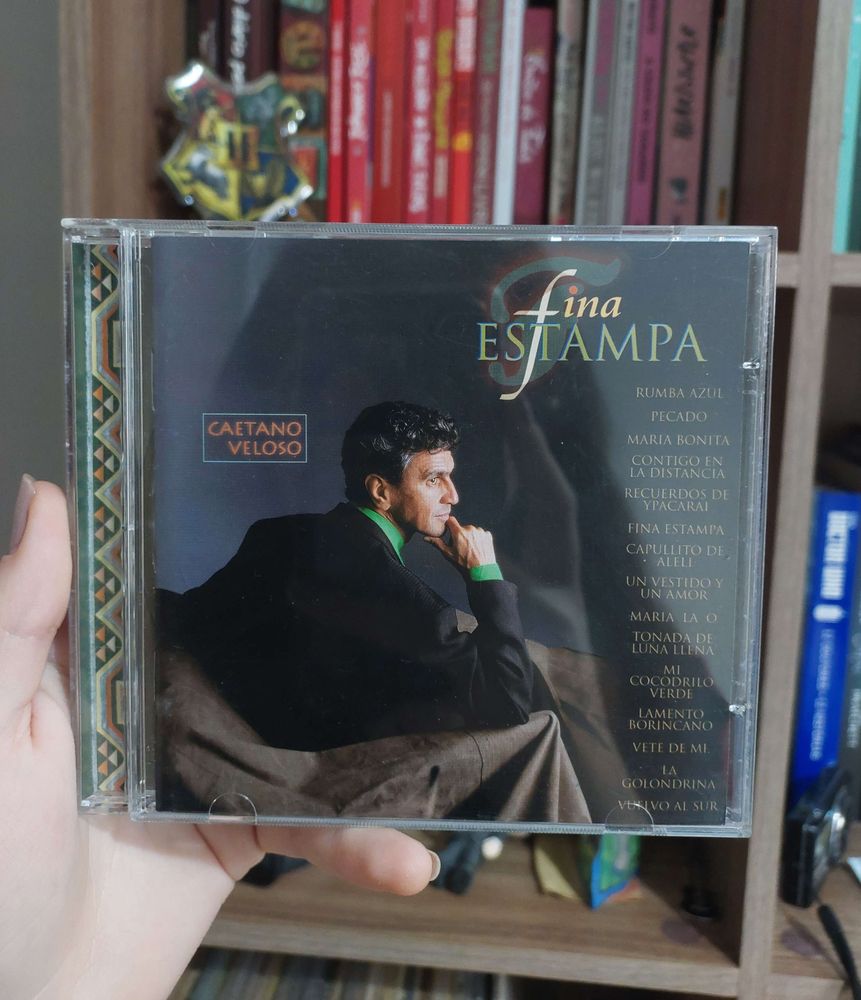 fina
ESTAMPA
CAETANO
VELOSO
RUMBA AZUL
PECADO
MARIA BONITA
CONTIGO EN
LA DISTANCIA
RECUERDOS DE
YPACARAI
FINA ESTAMPA
CAPULLITO DE
ALELI
UN VESTIDO Y
UN AMOR
MARIA LA O
TONADA DE
LUNA LLENA
MI
COCODRILO
VERDE
LAMENTO
BORINCANO
VETE DE MI
LA
GOLONDRINA
VUELVO AL SUR